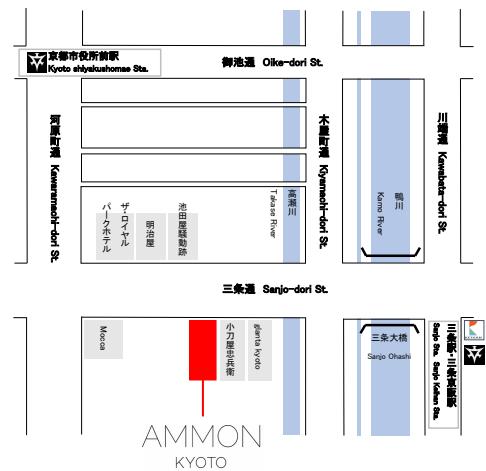 京都市役所前駅
Kyoto shiyakushomae Sta.
御池通 Oike-dori St.
河原町通 Kawaramachi-dori St.
木屋町通 Kiyamachi-dori St.
川端通 Kawabata-dori St.
高瀬川
Takase River
鴨川
Kamo River
ザ・ロイヤル
パークホテル
明治屋
池田屋騒動跡
三条通 Sanjo-dori St.
Mocca
小刀屋忠兵衛
glanta kyoto
三条大橋
Sanjo Ohashi
三条駅・三条京阪駅
Sanjo Sta. Sanjo Keihan Sta.
AMMON
KYOTO